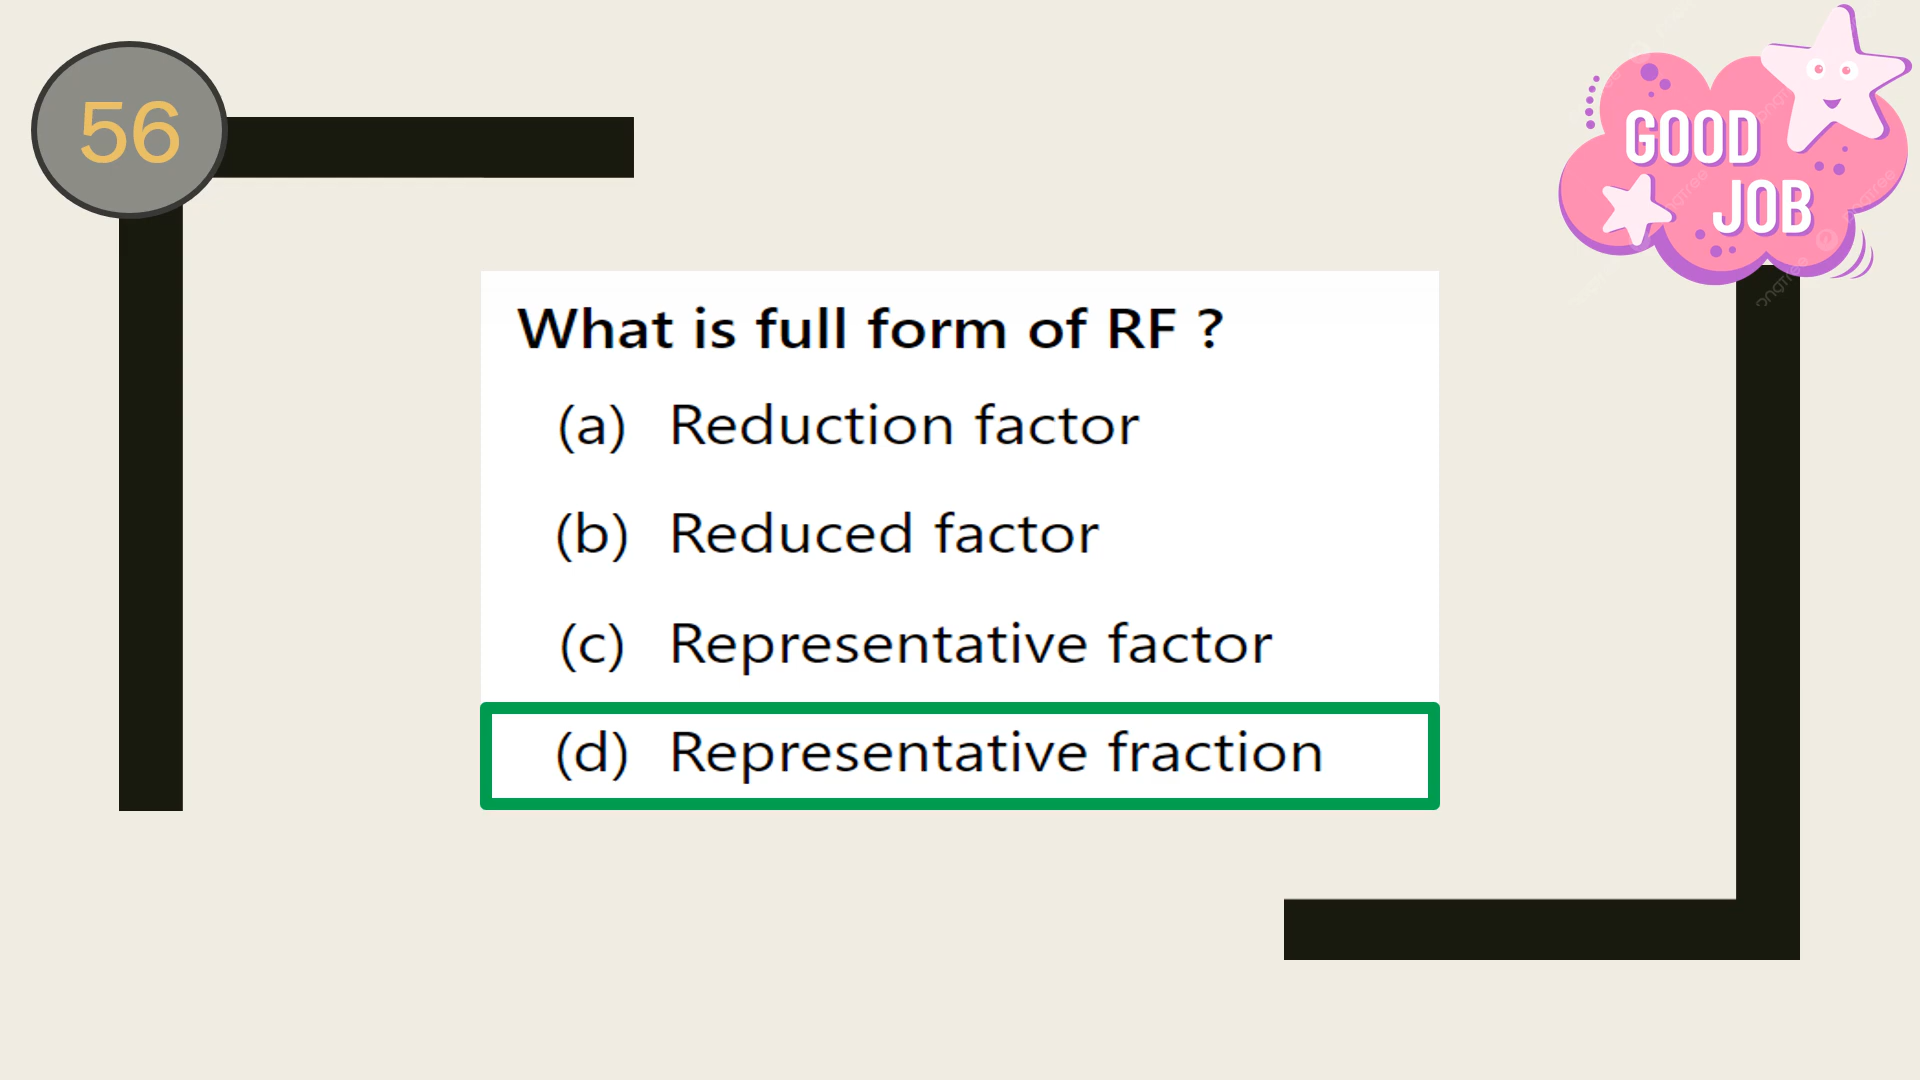 56
GOOD
JOB
What is full form of RF ?
(a) Reduction factor
(b) Reduced factor
(c) Representative factor
(d) Representative fraction